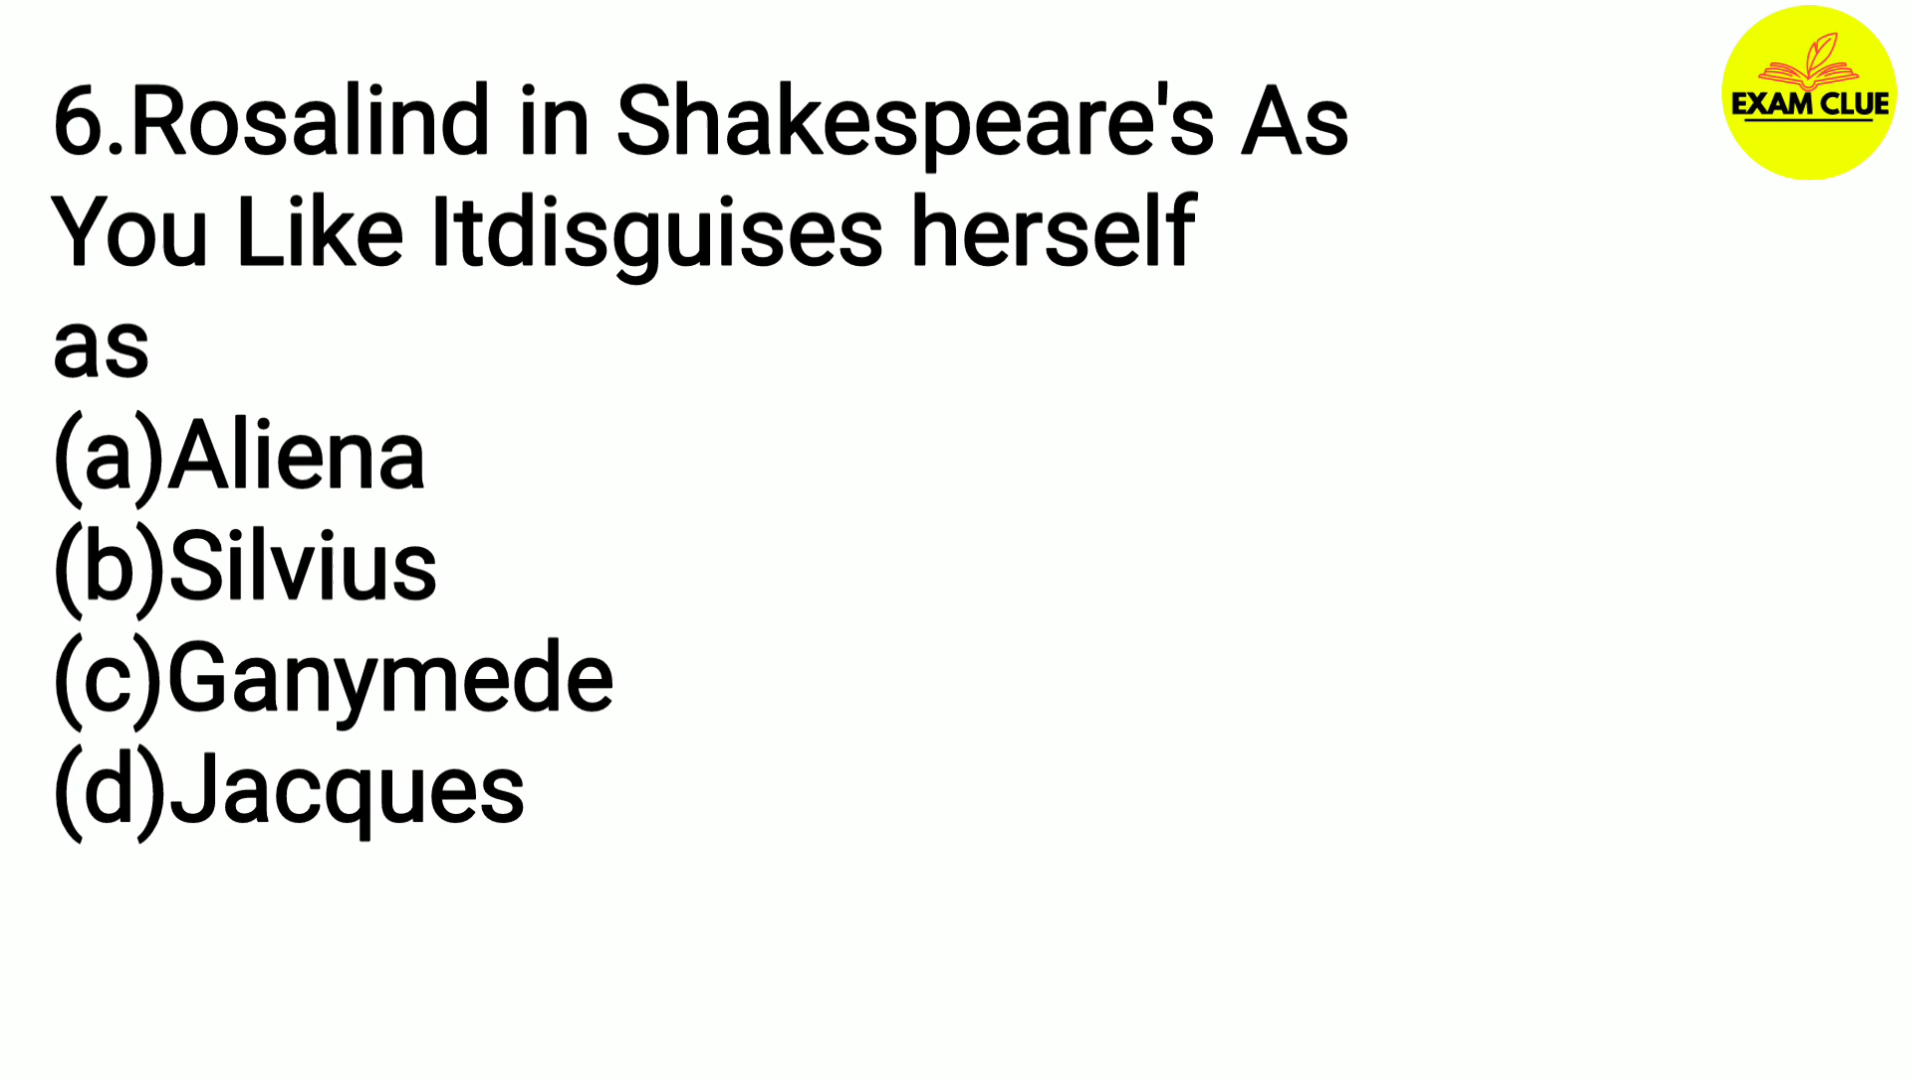 6.Rosalind in Shakespeare's As
You Like Itdisguises herself
as
(a)Aliena
(b)Silvius
(c)Ganymede
(d)Jacques
EXAM CLUE